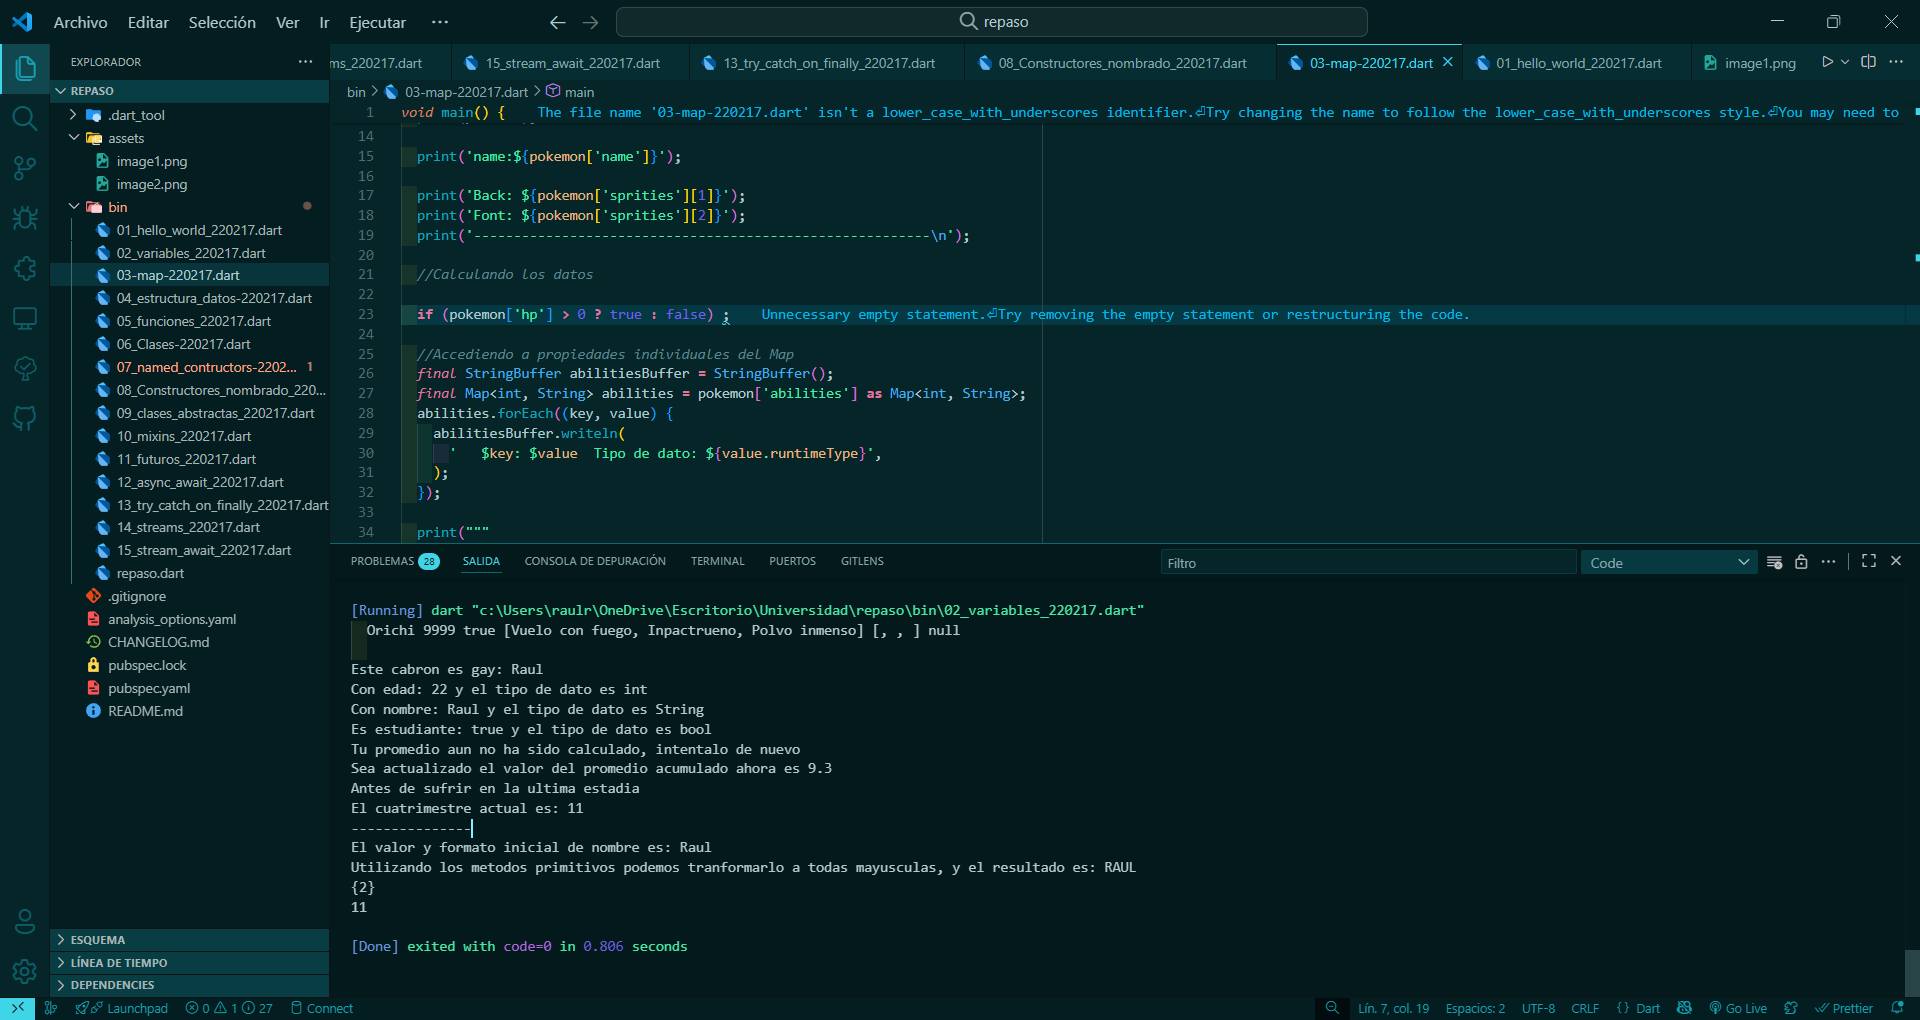 Archivo Editar Selección Ver Ir Ejecutar ···
repaso
EXPLORADOR ···
REPASO
.dart_tool
assets
image1.png
image2.png
bin
01_hello_world_220217.dart
02_variables_220217.dart
03-map-220217.dart
04_estructura_datos-220217.dart
05_funciones_220217.dart
06_Clases-220217.dart
07_named_contructors-2202... 1
08_Constructores_nombrado_220...
09_clases_abstractas_220217.dart
10_mixins_220217.dart
11_futuros_220217.dart
12_async_await_220217.dart
13_try_catch_on_finally_220217.dart
14_streams_220217.dart
15_stream_await_220217.dart
repaso.dart
.gitignore
analysis_options.yaml
CHANGELOG.md
pubspec.lock
pubspec.yaml
README.md
ESQUEMA
LÍNEA DE TIEMPO
DEPENDENCIES
ms_220217.dart 15_stream_await_220217.dart 13_try_catch_on_finally_220217.dart 08_Constructores_nombrado_220217.dart 03-map-220217.dart 01_hello_world_220217.dart image1.png
bin > 03-map-220217.dart > main
1 void main() { The file name '03-map-220217.dart' isn't a lower_case_with_underscores identifier.⏎Try changing the name to follow the lower_case_with_underscores style.⏎You may need to
14
15 print('name:${pokemon['name']}');
16
17 print('Back: ${pokemon['sprities'][1]}');
18 print('Font: ${pokemon['sprities'][2]}');
19 print('---------------------------------------------------------\n');
20
21 //Calculando los datos
22
23 if (pokemon['hp'] > 0 ? true : false) ; Unnecessary empty statement.⏎Try removing the empty statement or restructuring the code.
24
25 //Accediendo a propiedades individuales del Map
26 final StringBuffer abilitiesBuffer = StringBuffer();
27 final Map<int, String> abilities = pokemon['abilities'] as Map<int, String>;
28 abilities.forEach((key, value) {
29 abilitiesBuffer.writeln(
30 '   $key: $value  Tipo de dato: ${value.runtimeType}',
31 );
32 });
33
34 print("""
PROBLEMAS 28 SALIDA CONSOLA DE DEPURACIÓN TERMINAL PUERTOS GITLENS Filtro Code
[Running] dart "c:\Users\raulr\OneDrive\Escritorio\Universidad\repaso\bin\02_variables_220217.dart"
Orichi 9999 true [Vuelo con fuego, Inpactrueno, Polvo inmenso] [, , ] null
Este cabron es gay: Raul
Con edad: 22 y el tipo de dato es int
Con nombre: Raul y el tipo de dato es String
Es estudiante: true y el tipo de dato es bool
Tu promedio aun no ha sido calculado, intentalo de nuevo
Sea actualizado el valor del promedio acumulado ahora es 9.3
Antes de sufrir en la ultima estadia
El cuatrimestre actual es: 11
---------------
El valor y formato inicial de nombre es: Raul
Utilizando los metodos primitivos podemos tranformarlo a todas mayusculas, y el resultado es: RAUL
{2}
11
[Done] exited with code=0 in 0.806 seconds
Launchpad 0 1 27 Connect Lín. 7, col. 19 Espacios: 2 UTF-8 CRLF { } Dart Go Live Prettier